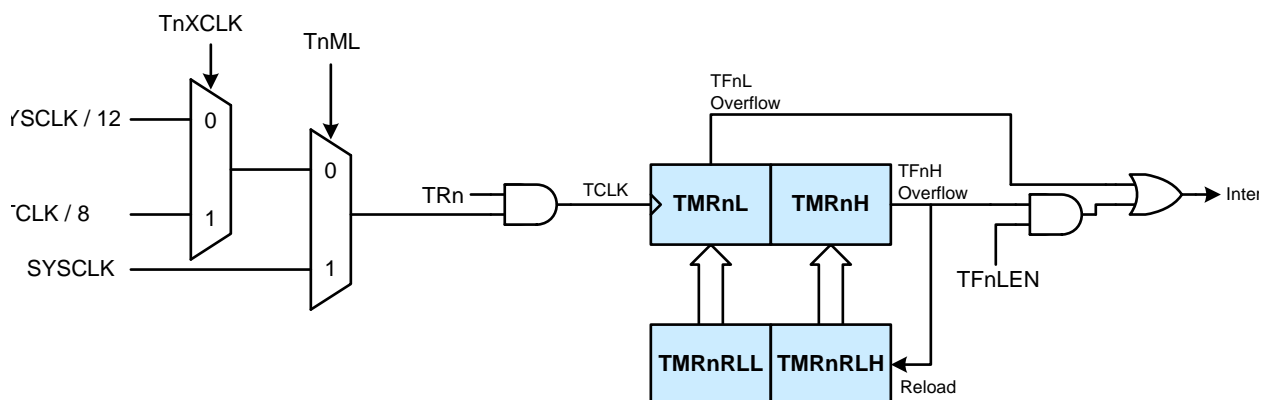 TnXCLK
TnML
TFnL
Overflow
YSCLK / 12
0
0
TFnH
Overflow
TRn
TCLK
TMRnL
TMRnH
Inter
TCLK / 8
1
SYSCLK
1
TFnLEN
TMRnRLL
TMRnRLH
Reload